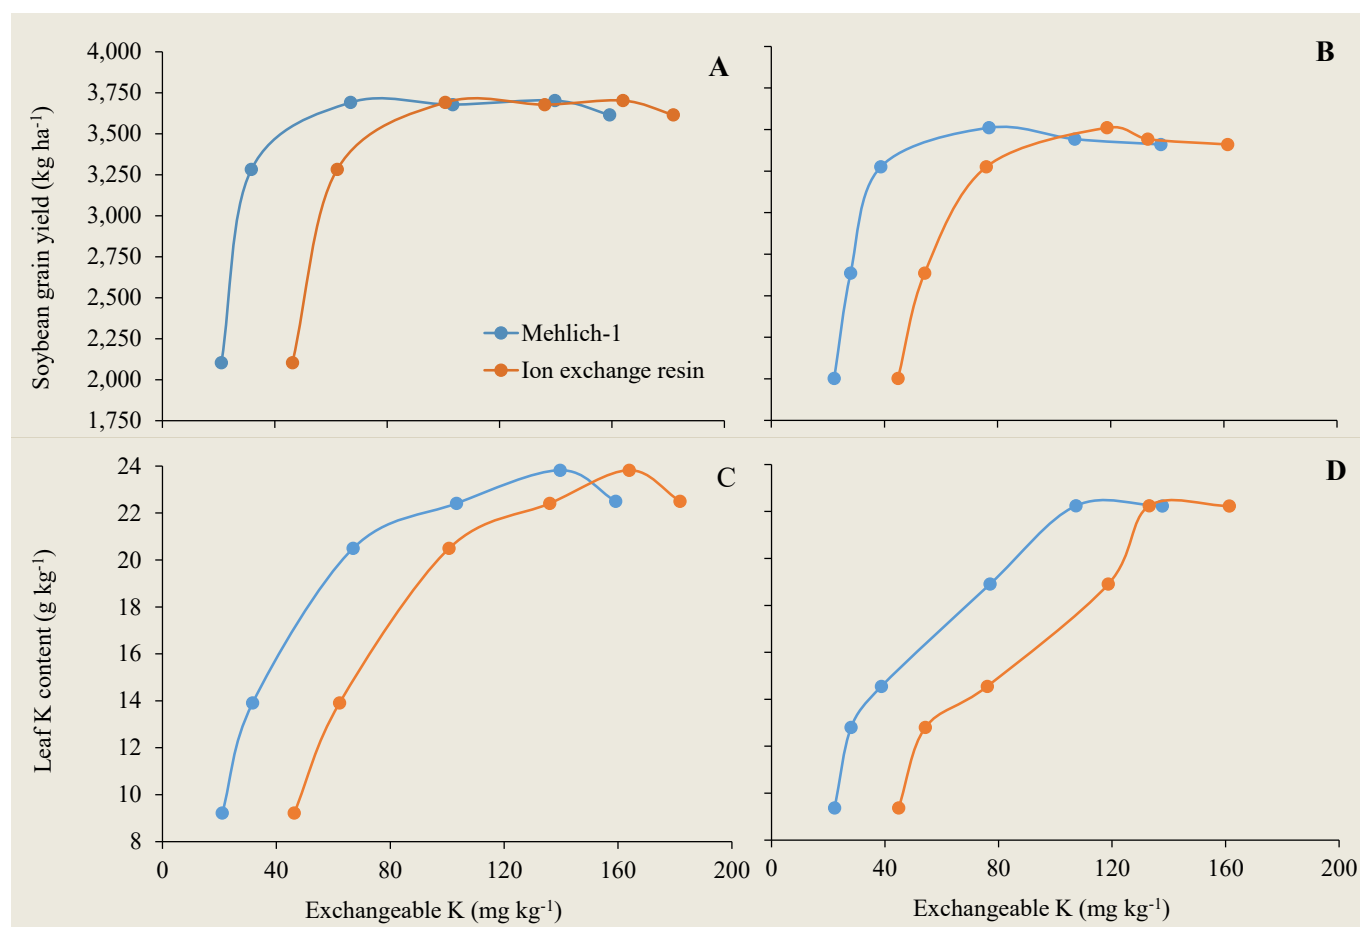 A
B
4,000
3,750
3,500
3,250
3,000
2,750
2,500
2,250
2,000
1,750
Soybean grain yield (kg ha⁻¹)
Mehlich-1
Ion exchange resin
C
D
24
22
20
18
16
14
12
10
8
Leaf K content (g kg⁻¹)
0 40 80 120 160 200
0 40 80 120 160 200
Exchangeable K (mg kg⁻¹)
Exchangeable K (mg kg⁻¹)